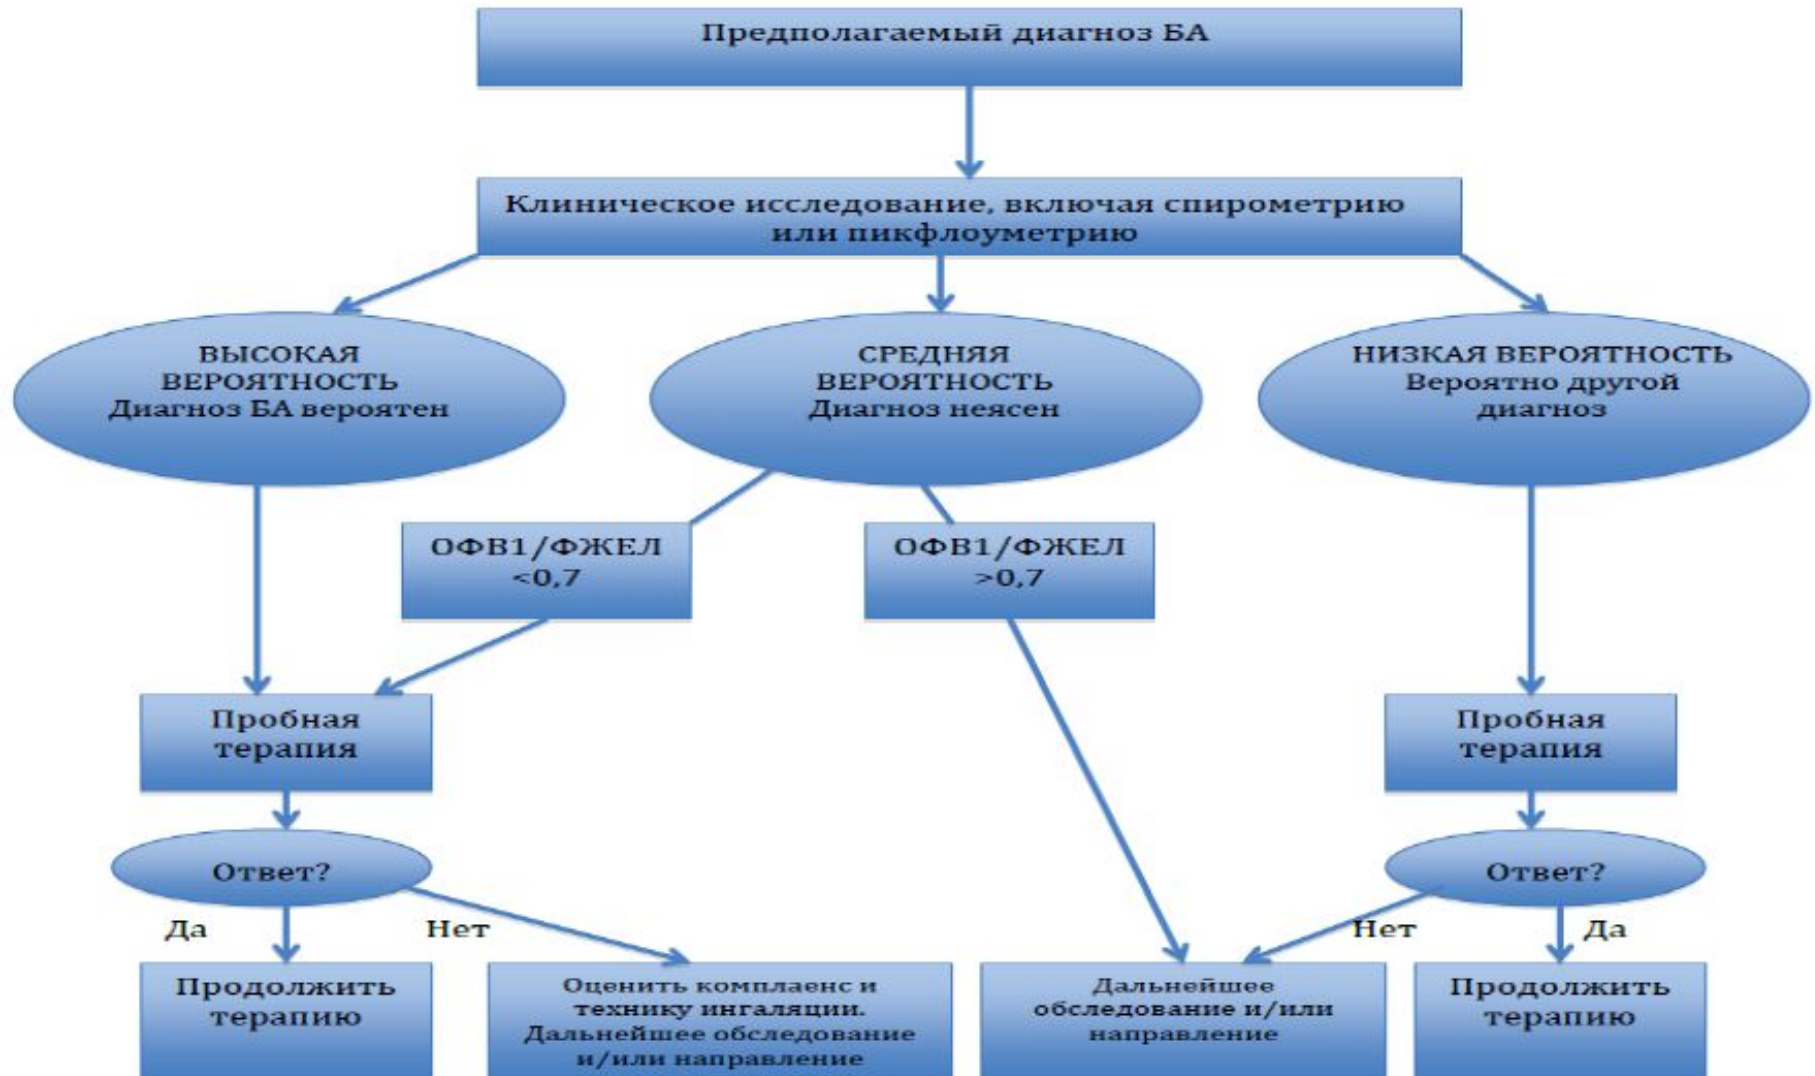 Предполагаемый диагноз БА
Клиническое исследование, включая спирометрию
или пикфлоуметрию
ВЫСОКАЯ
ВЕРОЯТНОСТЬ
Диагноз БА вероятен
СРЕДНЯЯ
ВЕРОЯТНОСТЬ
Диагноз неясен
НИЗКАЯ ВЕРОЯТНОСТЬ
Вероятно другой
диагноз
ОФВ1/ФЖЕЛ
<0,7
ОФВ1/ФЖЕЛ
>0,7
Пробная
терапия
Пробная
терапия
Ответ?
Ответ?
Да
Нет
Нет
Да
Продолжить
терапию
Оценить комплаенс и
технику ингаляции.
Дальнейшее обследование
и/или направление
Дальнейшее
обследование и/или
направление
Продолжить
терапию